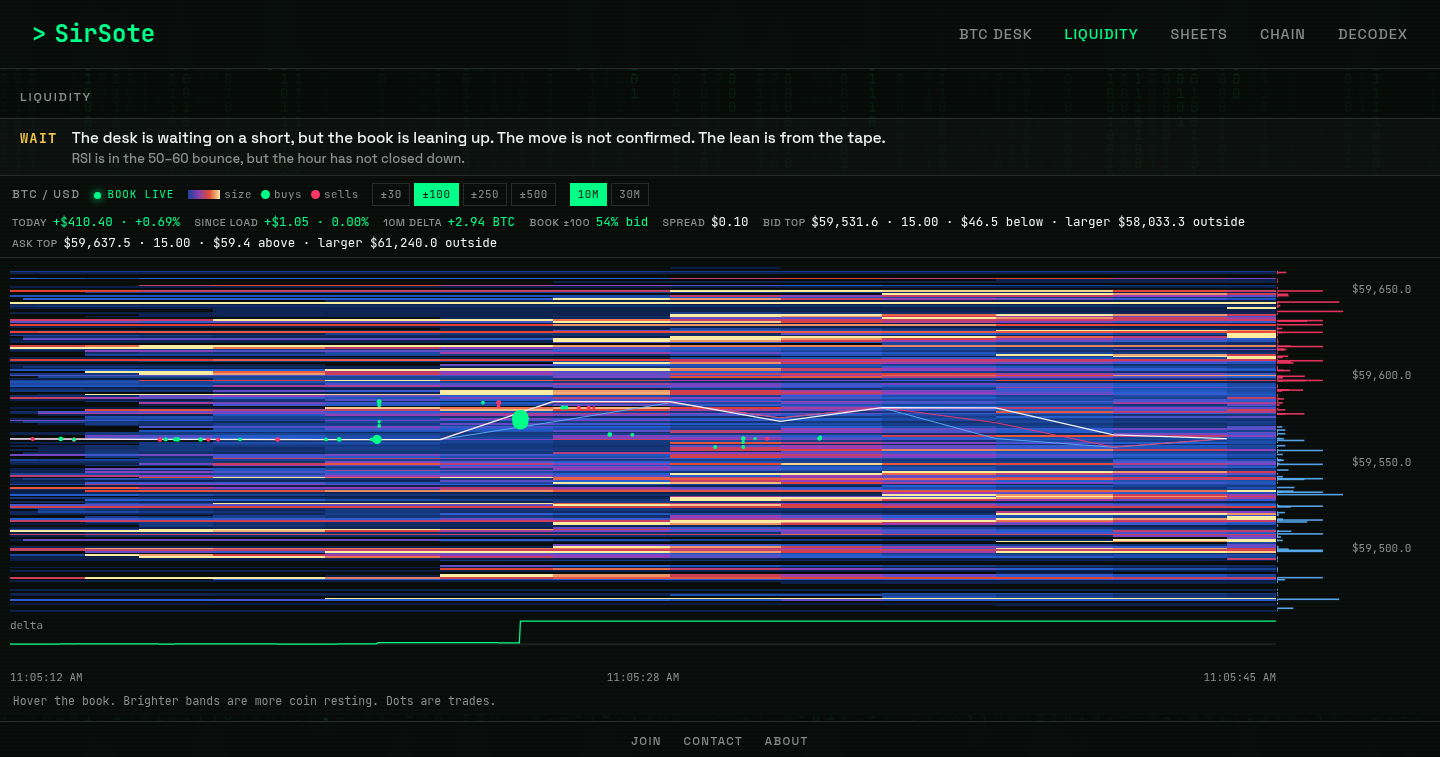 > SirSote
BTC DESK LIQUIDITY SHEETS CHAIN DECODEX
LIQUIDITY
WAIT The desk is waiting on a short, but the book is leaning up. The move is not confirmed. The lean is from the tape.
RSI is in the 50–60 bounce, but the hour has not closed down.
BTC / USD BOOK LIVE size buys sells ±30 ±100 ±250 ±500 10M 30M
TODAY +$410.40 · +0.69% SINCE LOAD +$1.05 · 0.00% 10M DELTA +2.94 BTC BOOK ±100 54% bid SPREAD $0.10 BID TOP $59,531.6 · 15.00 · $46.5 below · larger $58,033.3 outside
ASK TOP $59,637.5 · 15.00 · $59.4 above · larger $61,240.0 outside
$59,650.0
$59,600.0
$59,550.0
$59,500.0
delta
11:05:12 AM 11:05:28 AM 11:05:45 AM
Hover the book. Brighter bands are more coin resting. Dots are trades.
JOIN CONTACT ABOUT